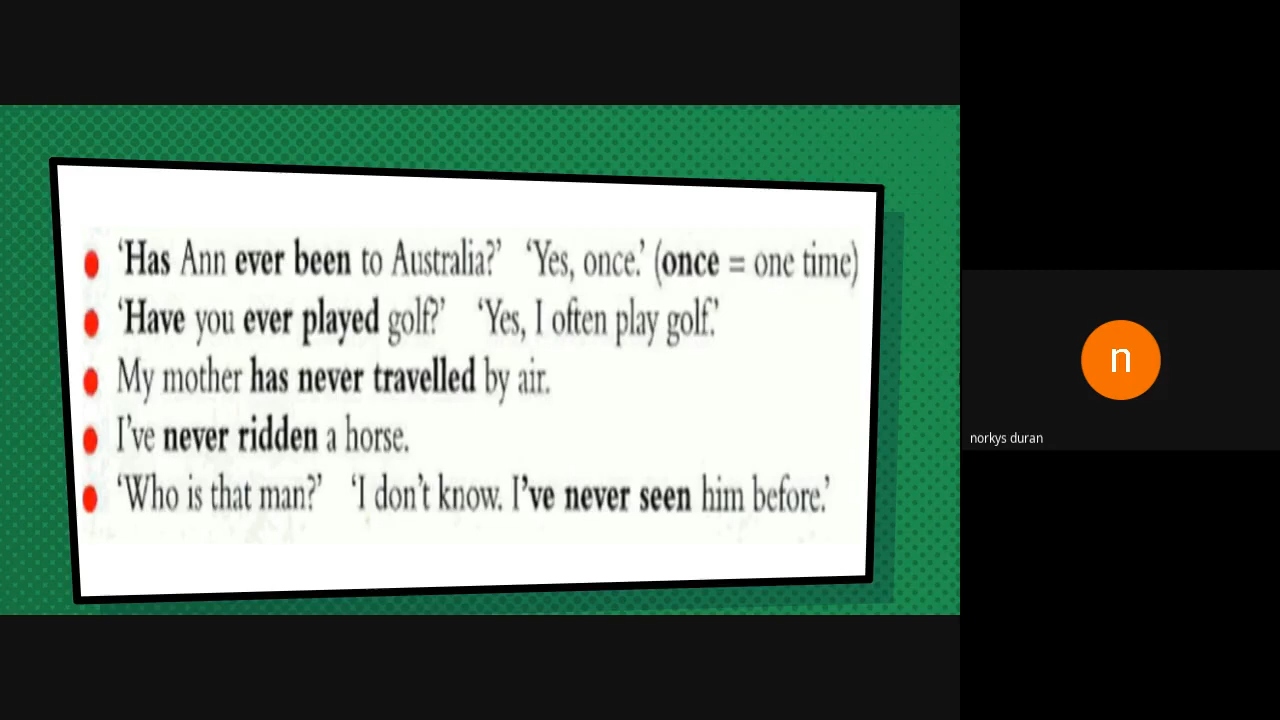 ‘Has Ann ever been to Australia?’ ‘Yes, once.’ (once = one time)
‘Have you ever played golf?’ ‘Yes, I often play golf.’
My mother has never travelled by air.
I’ve never ridden a horse.
‘Who is that man?’ ‘I don’t know. I’ve never seen him before.’
n
norkys duran